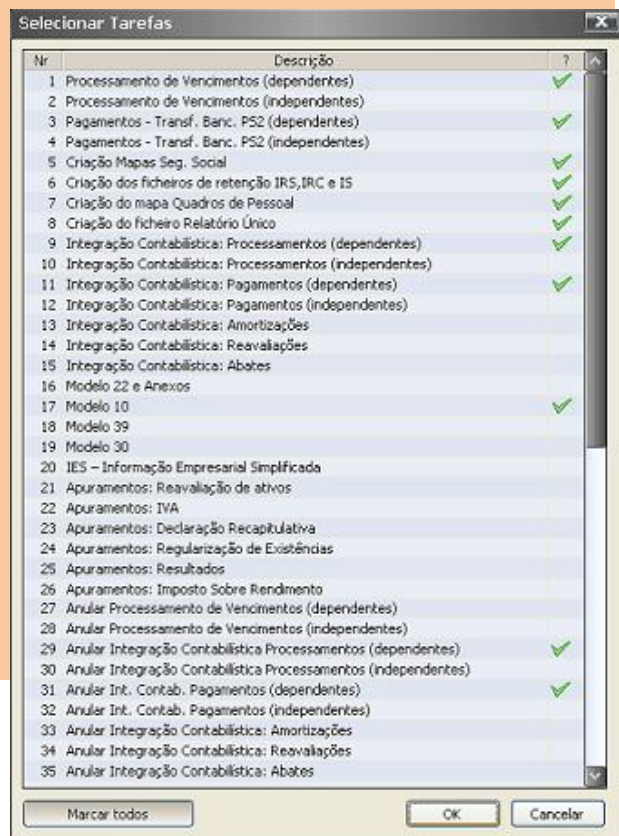 Selecionar Tarefas
Nr Descrição ?
1 Processamento de Vencimentos (dependentes)
2 Processamento de Vencimentos (independentes)
3 Pagamentos - Transf. Banc. PS2 (dependentes)
4 Pagamentos - Transf. Banc. PS2 (independentes)
5 Criação Mapas Seg. Social
6 Criação dos ficheiros de retenção IRS,IRC e IS
7 Criação do mapa Quadros de Pessoal
8 Criação do ficheiro Relatório Único
9 Integração Contabilística: Processamentos (dependentes)
10 Integração Contabilística: Processamentos (independentes)
11 Integração Contabilística: Pagamentos (dependentes)
12 Integração Contabilística: Pagamentos (independentes)
13 Integração Contabilística: Amortizações
14 Integração Contabilística: Reavaliações
15 Integração Contabilística: Abates
16 Modelo 22 e Anexos
17 Modelo 10
18 Modelo 39
19 Modelo 30
20 IES – Informação Empresarial Simplificada
21 Apuramentos: Reavaliação de ativos
22 Apuramentos: IVA
23 Apuramentos: Declaração Recapitulativa
24 Apuramentos: Regularização de Existências
25 Apuramentos: Resultados
26 Apuramentos: Imposto Sobre Rendimento
27 Anular Processamento de Vencimentos (dependentes)
28 Anular Processamento de Vencimentos (independentes)
29 Anular Integração Contabilística Processamentos (dependentes)
30 Anular Integração Contabilística Processamentos (independentes)
31 Anular Int. Contab. Pagamentos (dependentes)
32 Anular Int. Contab. Pagamentos (independentes)
33 Anular Integração Contabilística: Amortizações
34 Anular Integração Contabilística: Reavaliações
35 Anular Integração Contabilística: Abates
Marcar todos OK Cancelar